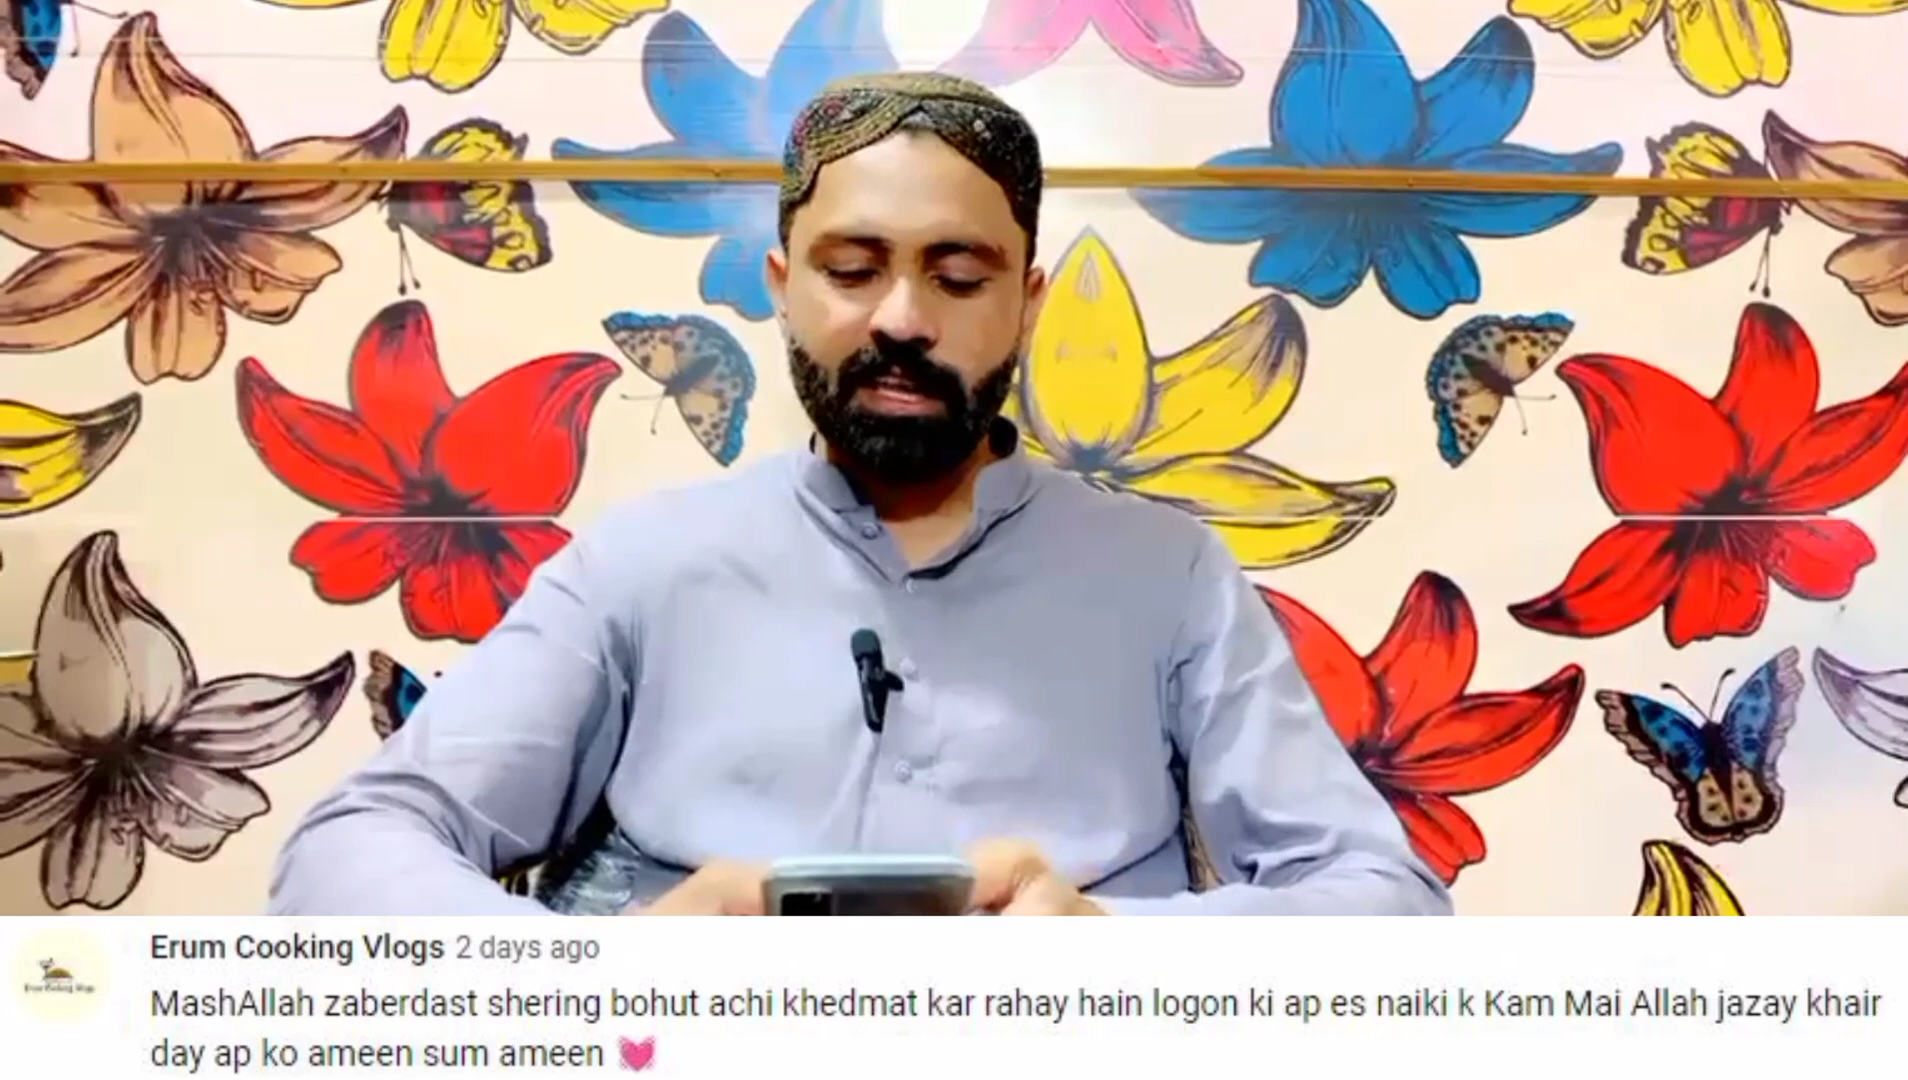 Erum Cooking Vlogs 2 days ago
MashAllah zaberdast shering bohut achi khedmat kar rahay hain logon ki ap es naiki k Kam Mai Allah jazay khair
day ap ko ameen sum ameen 💓